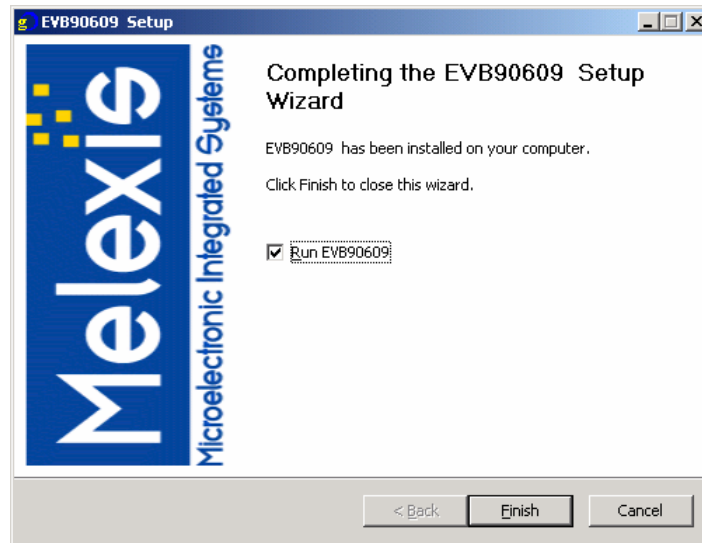 EVB90609 Setup
Melexis
Microelectronic Integrated Systems
Completing the EVB90609 Setup
Wizard
EVB90609 has been installed on your computer.
Click Finish to close this wizard.
Run EVB90609
< Back
Finish
Cancel